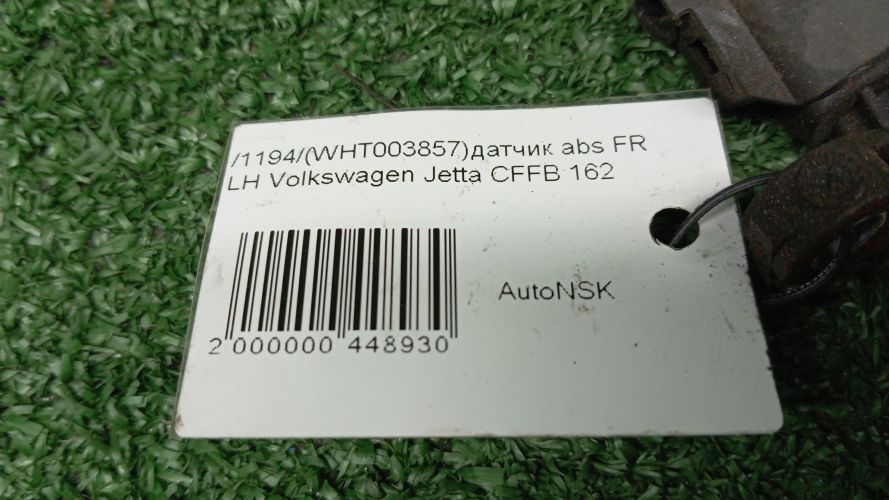 /1194/(WHT003857)датчик abs FR
LH Volkswagen Jetta CFFB 162
AutoNSK
2 000000 448930